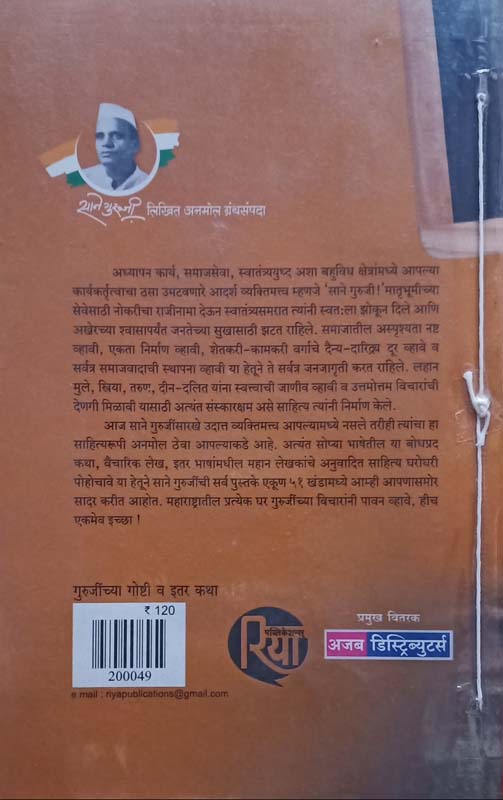 साने गुरुजी लिखित अनमोल ग्रंथसंपदा
अध्यापन कार्य, समाजसेवा, स्वातंत्र्ययुध्द अशा बहुविध क्षेत्रांमध्ये आपल्या
कार्यकर्तृत्वाचा ठसा उमटवणारे आदर्श व्यक्तिमत्त्व म्हणजे 'साने गुरुजी!' मातृभूमीच्या
सेवेसाठी नोकरीचा राजीनामा देऊन स्वातंत्र्यसमरात त्यांनी स्वत:ला झोकून दिले आणि
अखेरच्या श्वासापर्यंत जनतेच्या सुखासाठी झटत राहिले. समाजातील अस्पृश्यता नष्ट
व्हावी, एकता निर्माण व्हावी, शेतकरी-कामकरी वर्गाचे दैन्य-दारिद्र्य दूर व्हावे व
सर्वत्र समाजवादाची स्थापना व्हावी या हेतूने ते सर्वत्र जनजागृती करत राहिले. लहान
मुले, स्त्रिया, तरुण, दीन-दलित यांना स्वत्त्वाची जाणीव व्हावी व उत्तमोत्तम विचारांची
देणगी मिळावी यासाठी अत्यंत संस्कारक्षम असे साहित्य त्यांनी निर्माण केले.
आज साने गुरुजींसारखे उदात्त व्यक्तिमत्त्व आपल्यामध्ये नसले तरीही त्यांचा हा
साहित्यरूपी अनमोल ठेवा आपल्याकडे आहे. अत्यंत सोप्या भाषेतील या बोधप्रद
कथा, वैचारिक लेख, इतर भाषांमधील महान लेखकांचे अनुवादित साहित्य घरोघरी
पोहोचावे या हेतूने साने गुरुजींची सर्व पुस्तके एकूण ५१ खंडामध्ये आम्ही आपणासमोर
सादर करीत आहोत. महाराष्ट्रातील प्रत्येक घर गुरुजींच्या विचारांनी पावन व्हावे, हीच
एकमेव इच्छा !
गुरुजींच्या गोष्टी व इतर कथा
₹ 120
200049
e mail : riyapublications@gmail.com
पब्लिकेशन्स्
रिया
प्रमुख वितरक
अजब डिस्ट्रिब्युटर्स